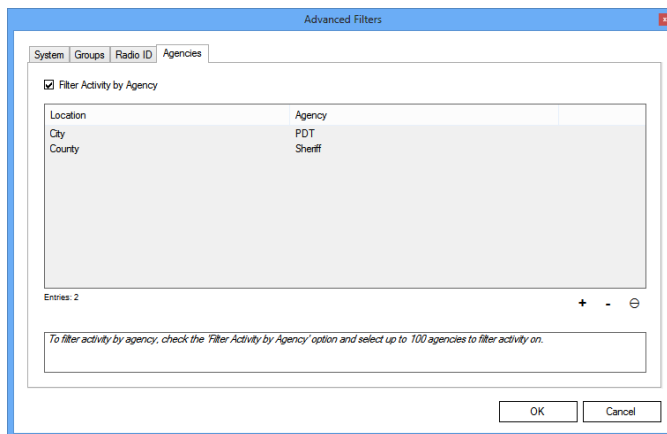 Advanced Filters
x
System Groups Radio ID Agencies
Filter Activity by Agency
Location Agency
City PDT
County Sheriff
Entries: 2
+ - ⊖
To filter activity by agency, check the 'Filter Activity by Agency' option and select up to 100 agencies to filter activity on.
OK Cancel